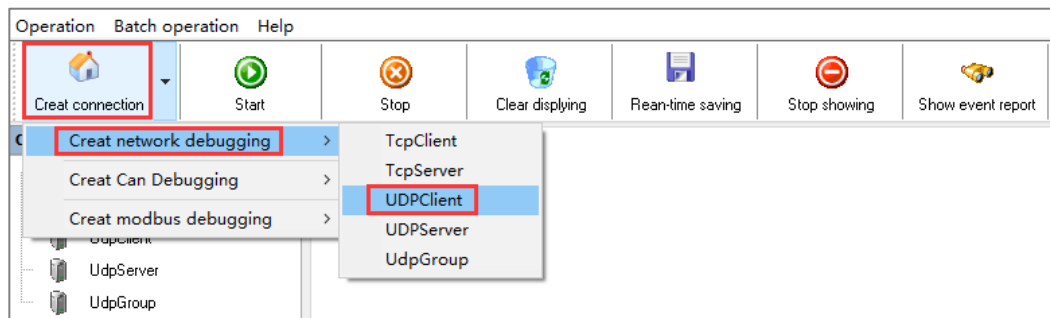 Operation Batch operation Help
Creat connection Start Stop Clear displying Rean-time saving Stop showing Show event report
Creat network debugging > TcpClient
TcpServer
Creat Can Debugging >
UDPClient
Creat modbus debugging >
UDPServer
UdpClient
UdpGroup
UdpServer
UdpGroup